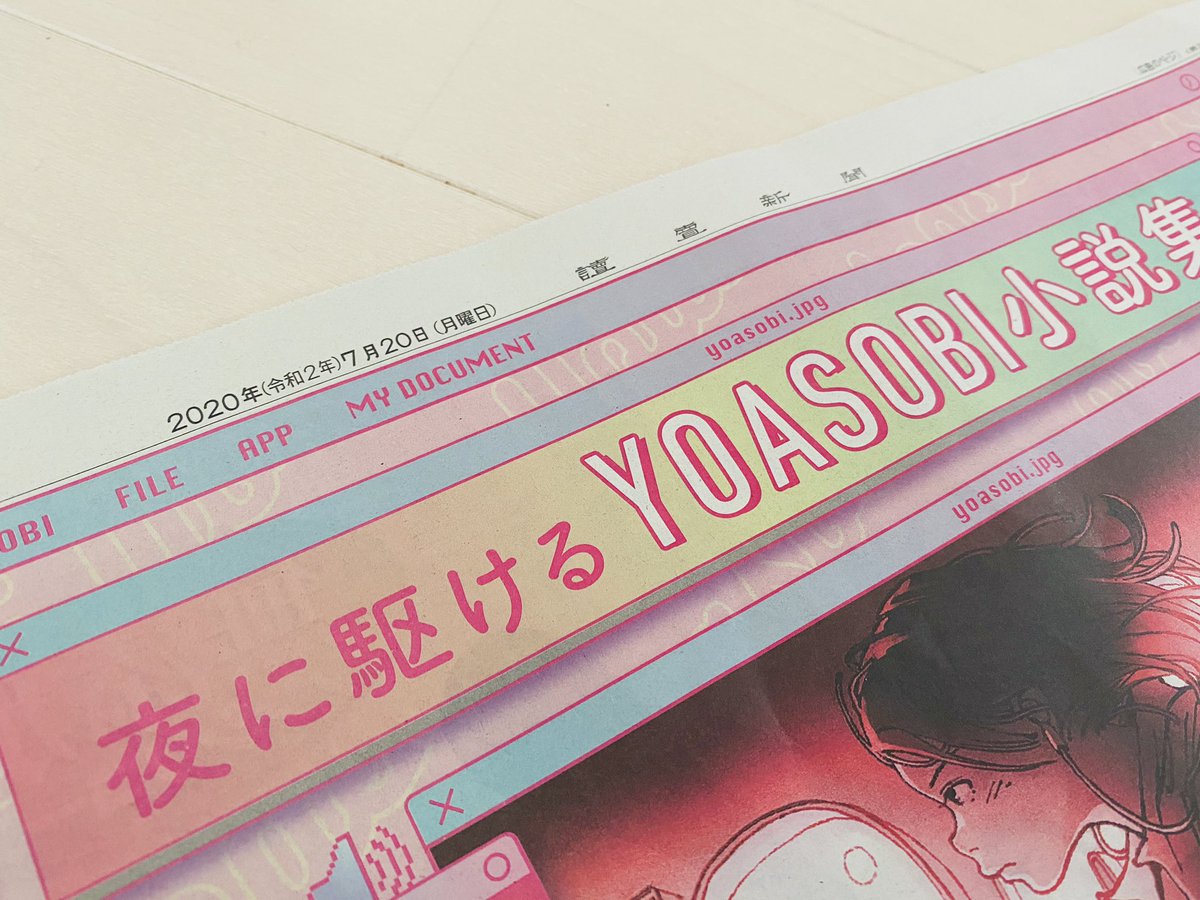 2020年(令和2年)7月20日(月曜日)
讀賣新聞
OBI FILE APP MY DOCUMENT
yoasobi.jpg
夜に駆ける YOASOBI小説集
yoasobi.jpg